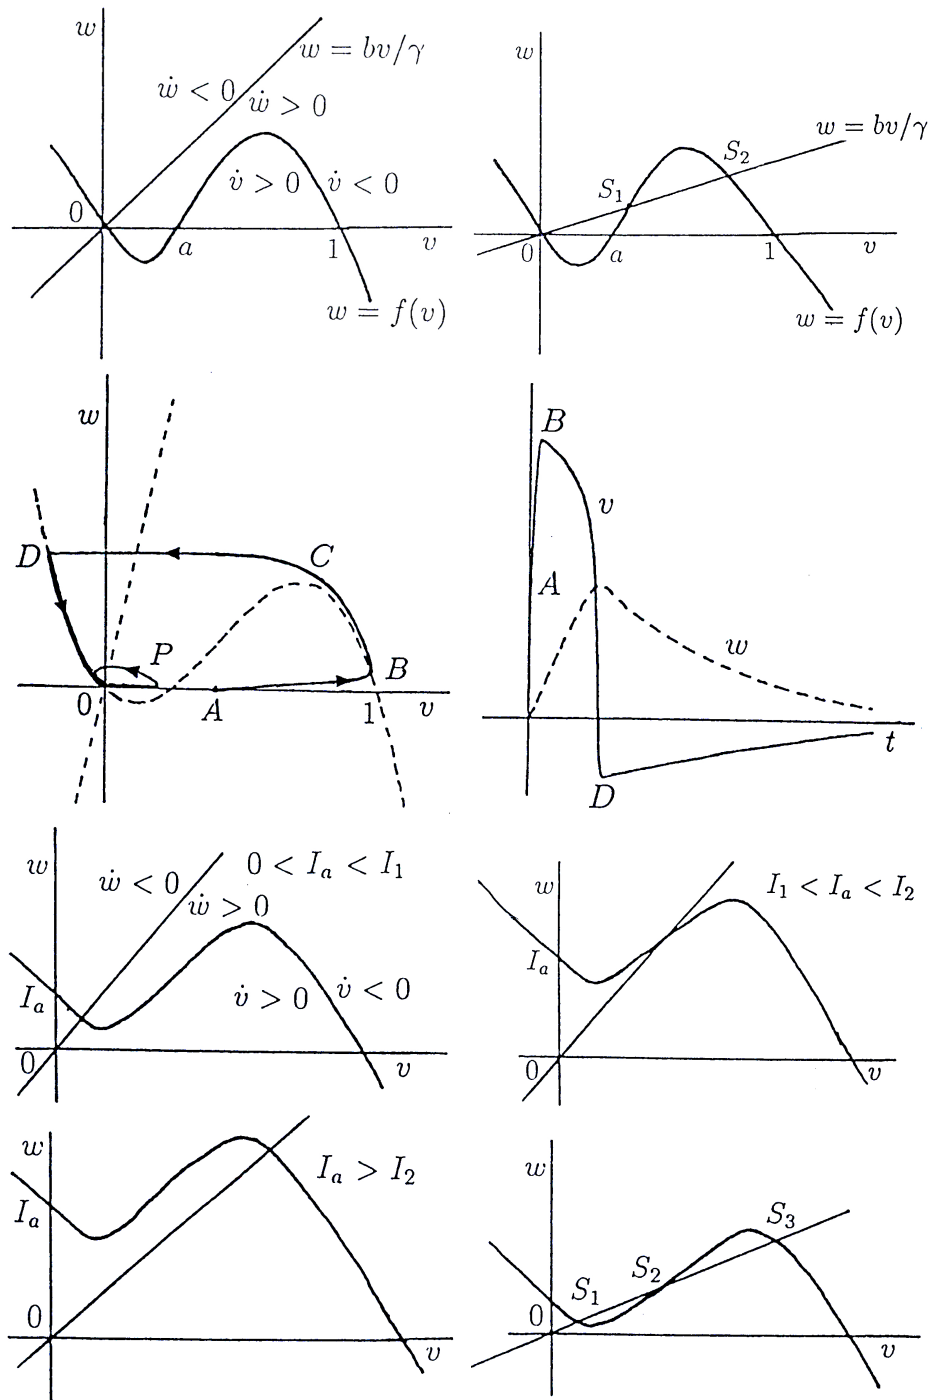 w
w = bv/γ
ẇ < 0
ẇ > 0
v̇ > 0
v̇ < 0
0
a
1
v
w = f(v)
w
w = bv/γ
S₂
S₁
0
a
1
v
w = f(v)
w
D
C
P
B
0
A
1
v
B
v
A
w
t
D
w
0 < Iₐ < I₁
ẇ < 0
ẇ > 0
Iₐ
v̇ > 0
v̇ < 0
0
v
w
I₁ < Iₐ < I₂
Iₐ
0
v
w
Iₐ > I₂
Iₐ
0
v
w
S₃
S₂
S₁
0
v